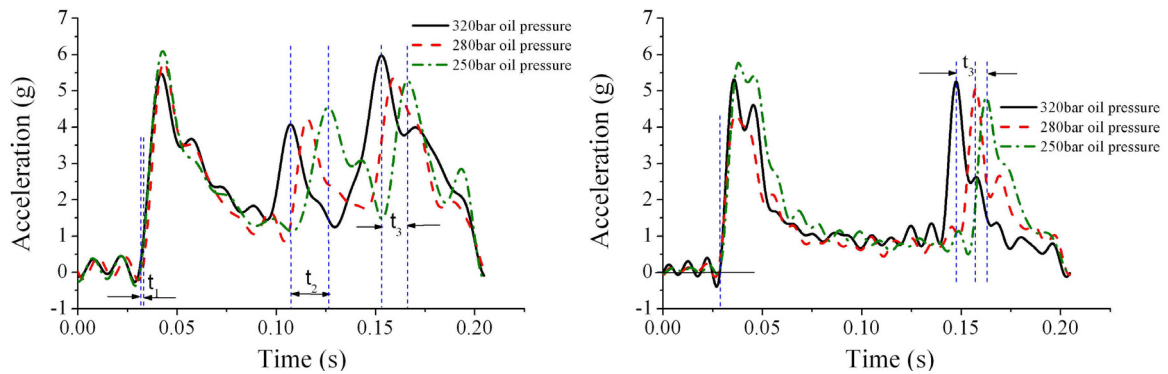 7
6
5
4
3
2
1
0
-1
Acceleration (g)
320bar oil pressure
280bar oil pressure
250bar oil pressure
t1
t2
t3
0.00 0.05 0.10 0.15 0.20
Time (s)
7
6
5
4
3
2
1
0
-1
Acceleration (g)
t3
320bar oil pressure
280bar oil pressure
250bar oil pressure
0.00 0.05 0.10 0.15 0.20
Time (s)